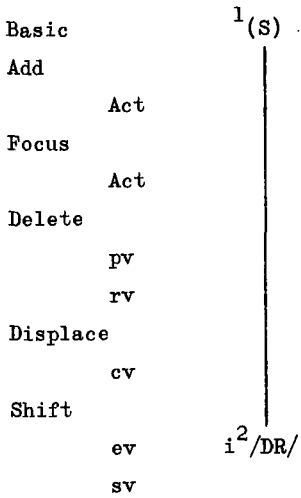 Basic ¹(S)
Add
Act
Focus
Act
Delete
pv
rv
Displace
cv
Shift
ev i²/DR/
sv